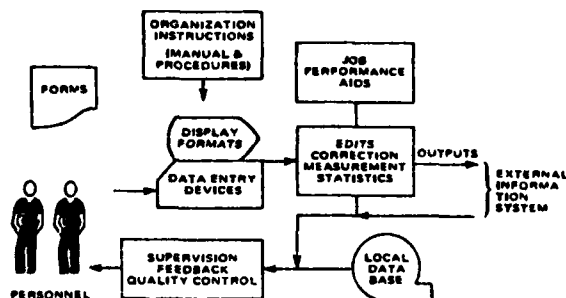 ORGANIZATION
INSTRUCTIONS
(MANUAL &
PROCEDURES)
JOB
PERFORMANCE
AIDS
FORMS
DISPLAY
FORMATS
DATA ENTRY
DEVICES
EDITS
CORRECTION
MEASUREMENT
STATISTICS
OUTPUTS
EXTERNAL
INFORMA
TION
SYSTEM
SUPERVISION
FEEDBACK
QUALITY CONTROL
LOCAL
DATA
BASE
PERSONNEL